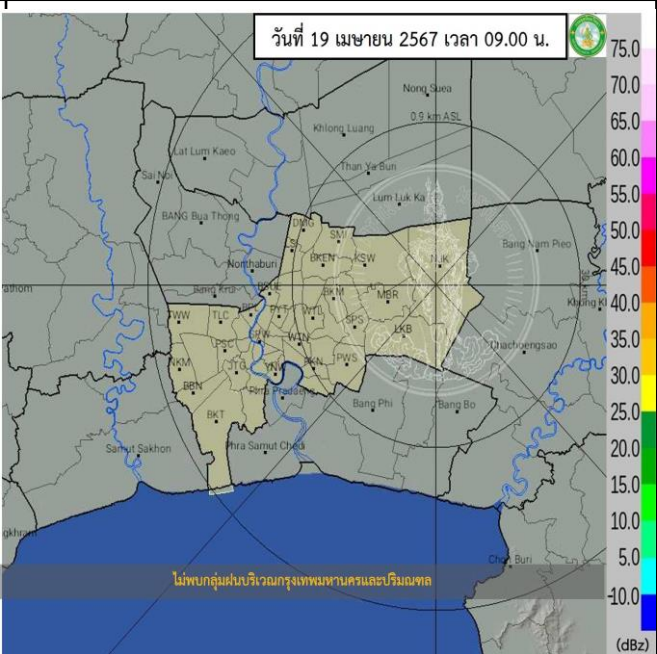 วันที่ 19 เมษายน 2567 เวลา 09.00 น.
75.0
70.0
65.0
60.0
55.0
50.0
45.0
40.0
35.0
30.0
25.0
20.0
15.0
10.0
5.0
-10.0
(dBz)
Nong Suea
0.9 km ASL
Khlong Luang
Lat Lum Kaeo
Than Ya Buri
Sai Noi
Lum Luk Ka
BANG Bua Thong
DMG
SMI
Bang Nam Pieo
BKEN
KSW
NJK
Nonthaburi
Bang Kruai
BKM
MBR
TWW
TLC
PYT
SPS
LKB
PSC
WTN
Chachoengsao
NKM
JTG
PKN
PWS
BBN
Phra Pradaeng
BKT
Bang Phi
Bang Bo
Samut Sakhon
Phra Samut Chedi
Chon Buri
ไม่พบกลุ่มฝนบริเวณกรุงเทพมหานครและปริมณฑล